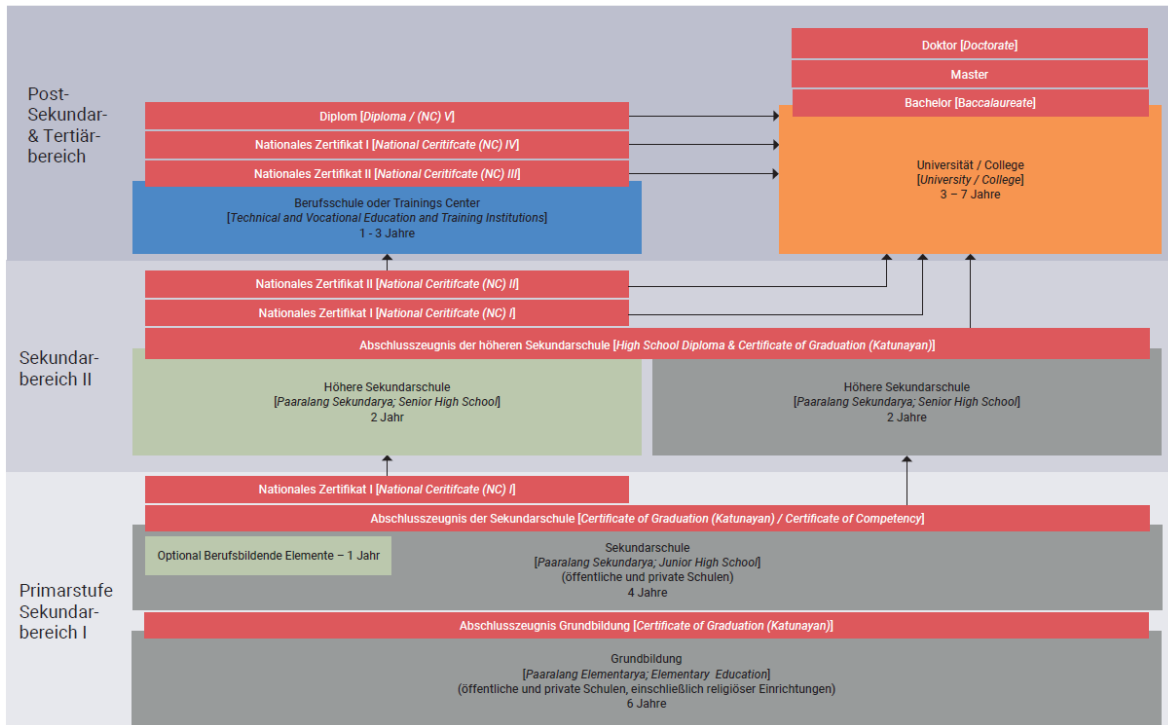 Post-
Sekundar-
& Tertiär-
bereich
Doktor [Doctorate]
Master
Bachelor [Baccalaureate]
Diplom [Diploma / (NC) V]
Nationales Zertifikat I [National Ceritifcate (NC) IV]
Nationales Zertifikat II [National Ceritifcate (NC) III]
Universität / College
[University / College]
3 – 7 Jahre
Berufsschule oder Trainings Center
[Technical and Vocational Education and Training Institutions]
1 - 3 Jahre
Sekundar-
bereich II
Nationales Zertifikat II [National Ceritifcate (NC) II]
Nationales Zertifikat I [National Ceritifcate (NC) I]
Abschlusszeugnis der höheren Sekundarschule [High School Diploma & Certificate of Graduation (Katunayan)]
Höhere Sekundarschule
[Paaralang Sekundarya; Senior High School]
2 Jahr
Höhere Sekundarschule
[Paaralang Sekundarya; Senior High School]
2 Jahre
Primarstufe
Sekundar-
bereich I
Nationales Zertifikat I [National Ceritifcate (NC) I]
Abschlusszeugnis der Sekundarschule [Certificate of Graduation (Katunayan) / Certificate of Competency]
Optional Berufsbildende Elemente – 1 Jahr
Sekundarschule
[Paaralang Sekundarya; Junior High School]
(öffentliche und private Schulen)
4 Jahre
Abschlusszeugnis Grundbildung [Certificate of Graduation (Katunayan)]
Grundbildung
[Paaralang Elementarya; Elementary Education]
(öffentliche und private Schulen, einschließlich religiöser Einrichtungen)
6 Jahre